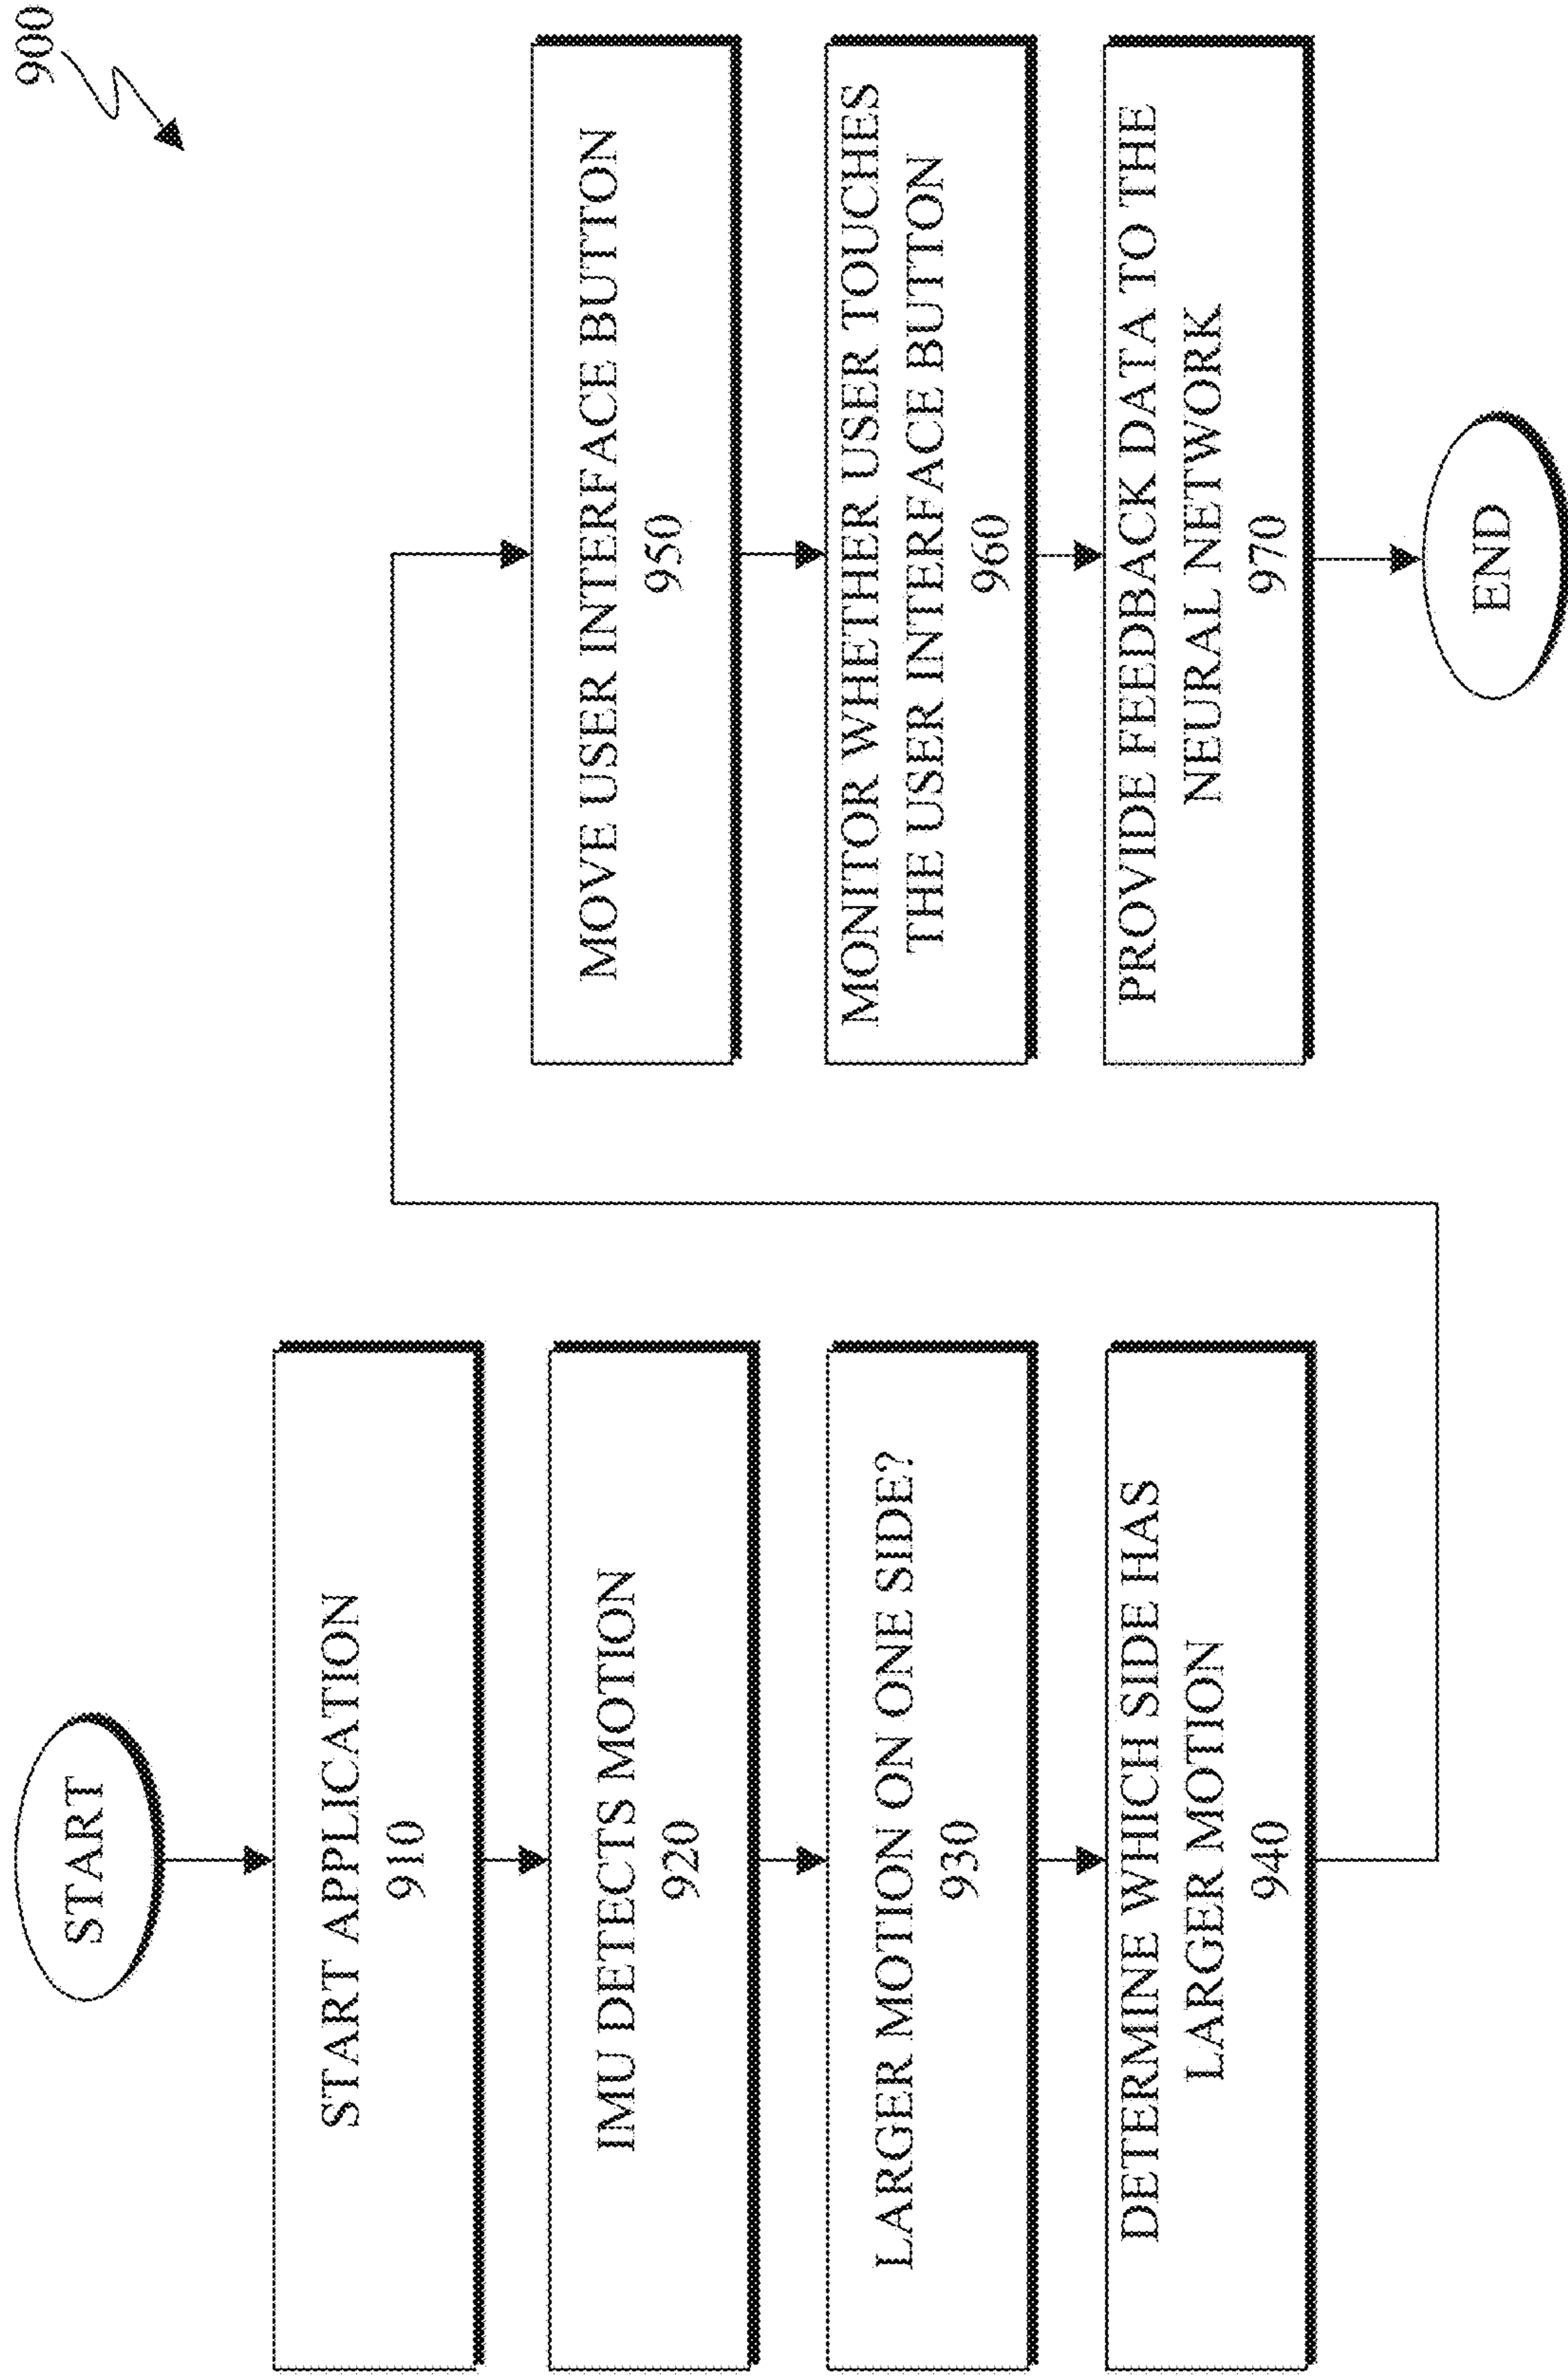 900
START
START APPLICATION
910
IMU DETECTS MOTION
920
LARGER MOTION ON ONE SIDE?
930
DETERMINE WHICH SIDE HAS
LARGER MOTION
940
MOVE USER INTERFACE BUTTON
950
MONITOR WHETHER USER TOUCHES
THE USER INTERFACE BUTTON
960
PROVIDE FEEDBACK DATA TO THE
NEURAL NETWORK
970
END